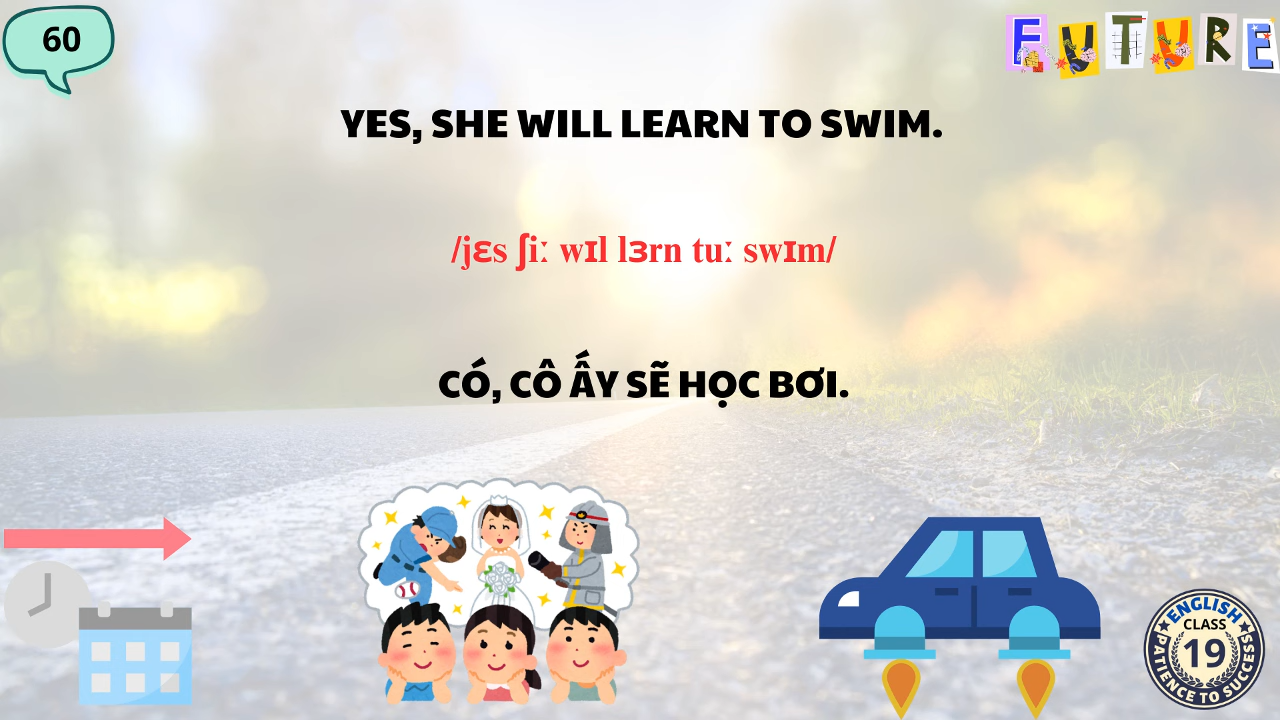 60
FUTURE
YES, SHE WILL LEARN TO SWIM.
/jɛs ʃiː wɪl lɜrn tuː swɪm/
CÓ, CÔ ẤY SẼ HỌC BƠI.
ENGLISH
CLASS
19
PATIENCE TO SUCCESS